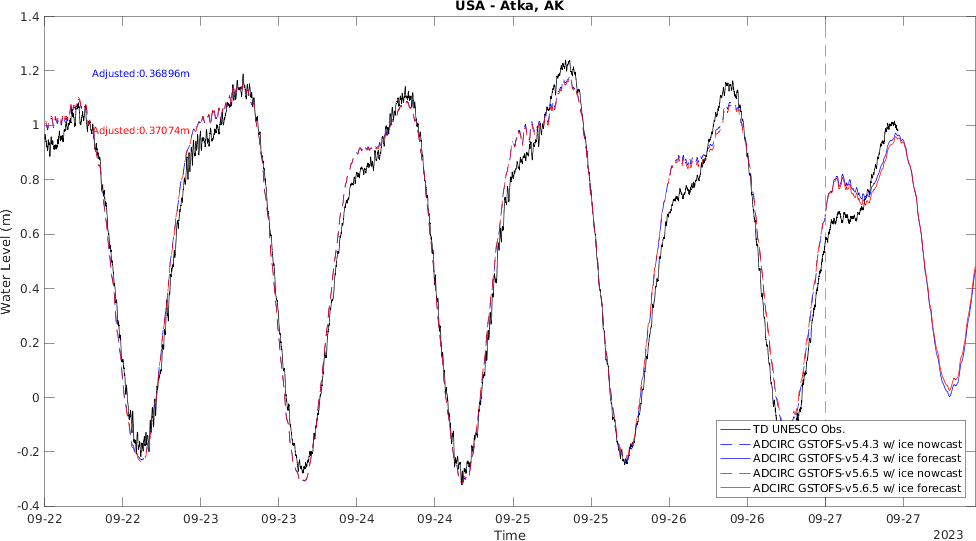 USA - Atka, AK
1.4
1.2
1
0.8
0.6
0.4
0.2
0
-0.2
-0.4
Water Level (m)
Adjusted:0.36896m
Adjusted:0.37074m
TD UNESCO Obs.
ADCIRC GSTOFS-v5.4.3 w/ ice nowcast
ADCIRC GSTOFS-v5.4.3 w/ ice forecast
ADCIRC GSTOFS-v5.6.5 w/ ice nowcast
ADCIRC GSTOFS-v5.6.5 w/ ice forecast
09-22 09-22 09-23 09-23 09-24 09-24 09-25 09-25 09-26 09-26 09-27 09-27
Time
2023